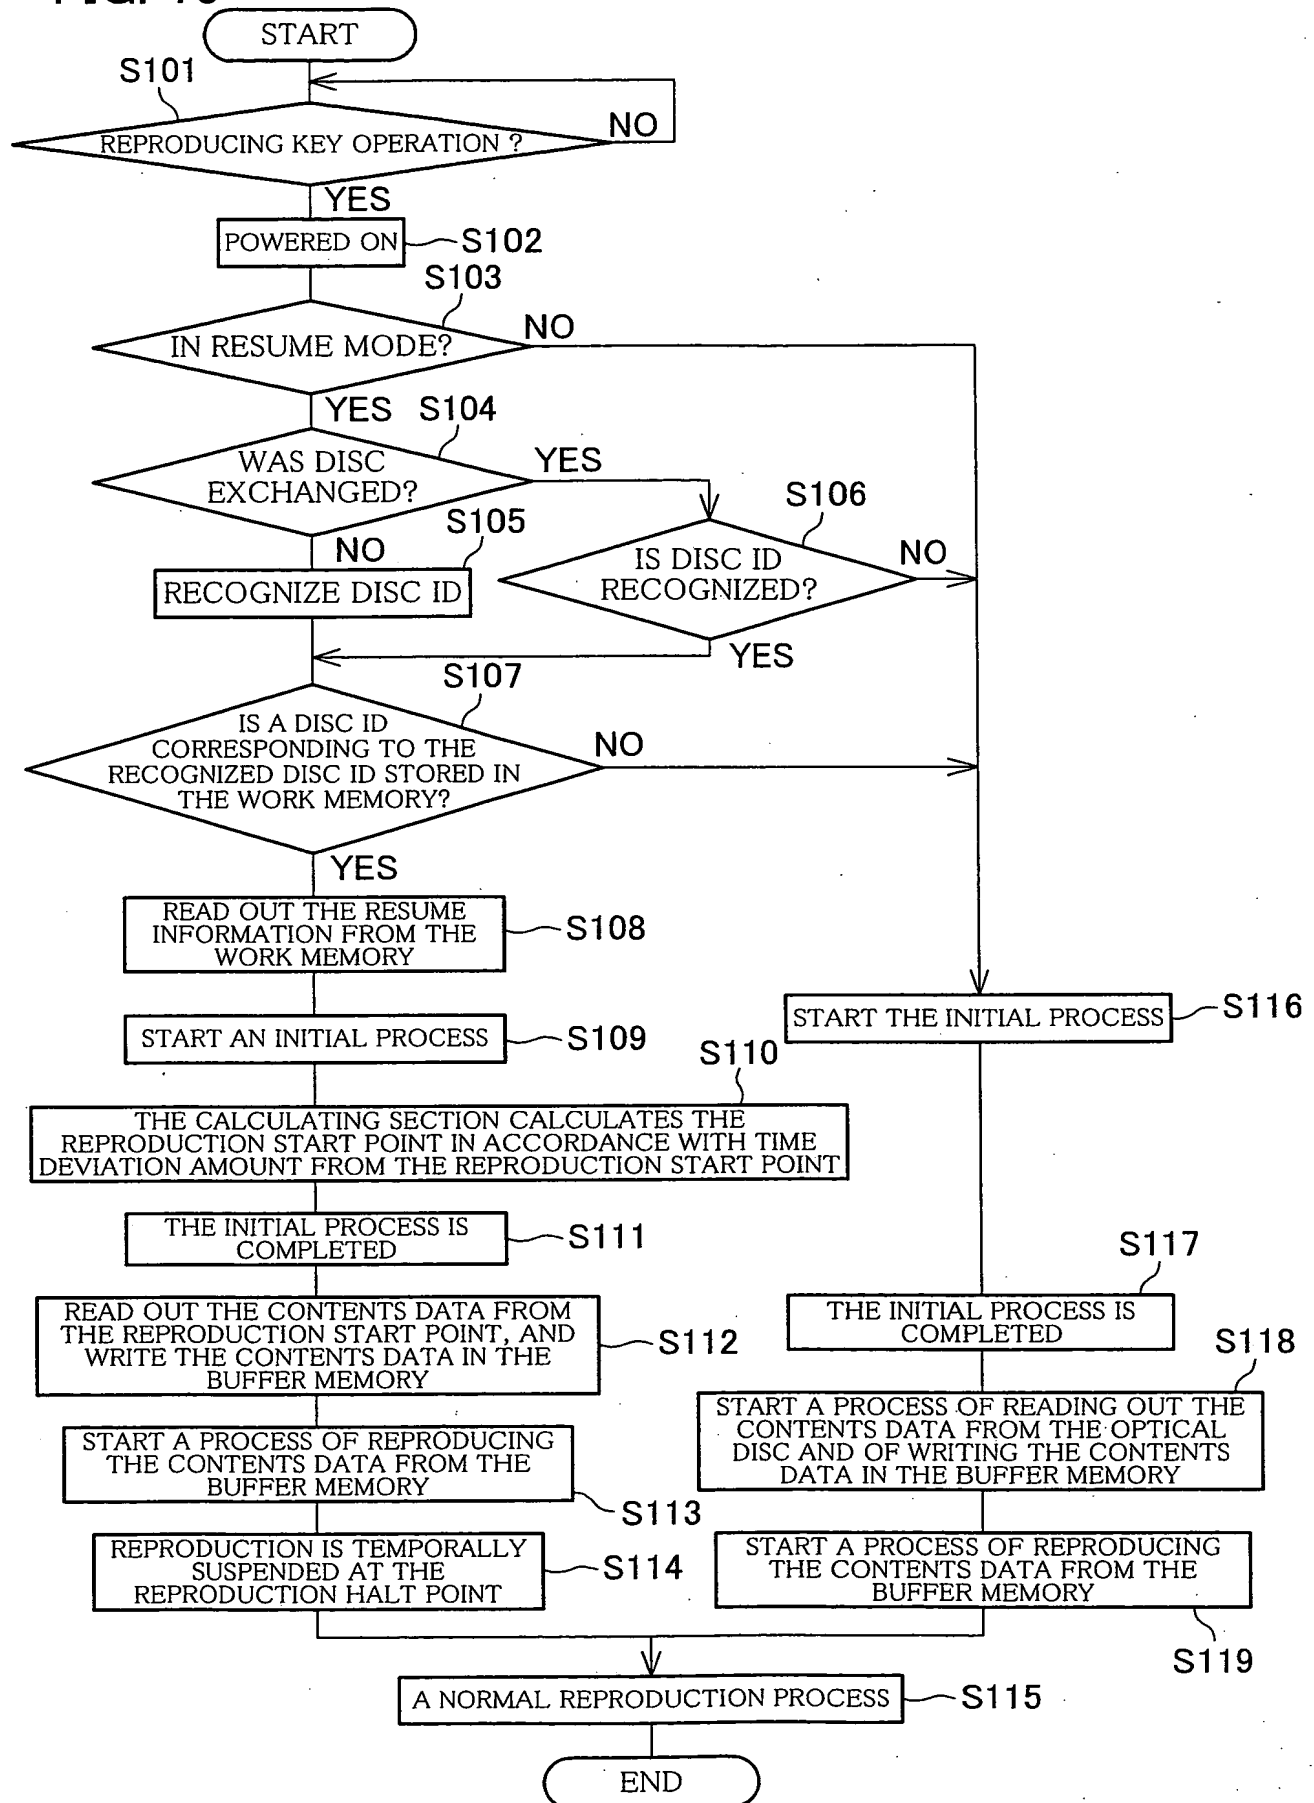 START
S101
REPRODUCING KEY OPERATION ?
NO
YES
POWERED ON
S102
S103
IN RESUME MODE?
NO
YES
S104
WAS DISC
EXCHANGED?
YES
S105
S106
NO
IS DISC ID
RECOGNIZED?
NO
RECOGNIZE DISC ID
YES
S107
IS A DISC ID
CORRESPONDING TO THE
RECOGNIZED DISC ID STORED IN
THE WORK MEMORY?
NO
YES
READ OUT THE RESUME
INFORMATION FROM THE
WORK MEMORY
S108
START THE INITIAL PROCESS
S116
START AN INITIAL PROCESS
S109
S110
THE CALCULATING SECTION CALCULATES THE
REPRODUCTION START POINT IN ACCORDANCE WITH TIME
DEVIATION AMOUNT FROM THE REPRODUCTION START POINT
THE INITIAL PROCESS IS
COMPLETED
S111
S117
THE INITIAL PROCESS IS
COMPLETED
READ OUT THE CONTENTS DATA FROM
THE REPRODUCTION START POINT, AND
WRITE THE CONTENTS DATA IN THE
BUFFER MEMORY
S112
S118
START A PROCESS OF READING OUT THE
CONTENTS DATA FROM THE OPTICAL
DISC AND OF WRITING THE CONTENTS
DATA IN THE BUFFER MEMORY
START A PROCESS OF REPRODUCING
THE CONTENTS DATA FROM THE
BUFFER MEMORY
S113
REPRODUCTION IS TEMPORALLY
SUSPENDED AT THE
REPRODUCTION HALT POINT
S114
START A PROCESS OF REPRODUCING
THE CONTENTS DATA FROM THE
BUFFER MEMORY
S119
A NORMAL REPRODUCTION PROCESS
S115
END